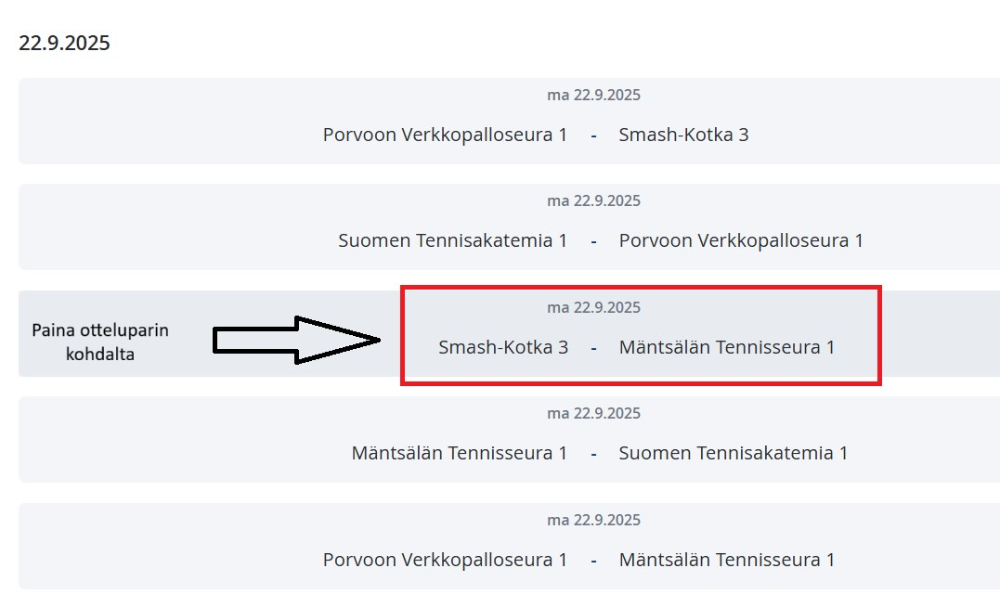 22.9.2025
ma 22.9.2025
Porvoon Verkkopalloseura 1 - Smash-Kotka 3
ma 22.9.2025
Suomen Tennisakatemia 1 - Porvoon Verkkopalloseura 1
Paina otteluparin
kohdalta
ma 22.9.2025
Smash-Kotka 3 - Mäntsälän Tennisseura 1
ma 22.9.2025
Mäntsälän Tennisseura 1 - Suomen Tennisakatemia 1
ma 22.9.2025
Porvoon Verkkopalloseura 1 - Mäntsälän Tennisseura 1